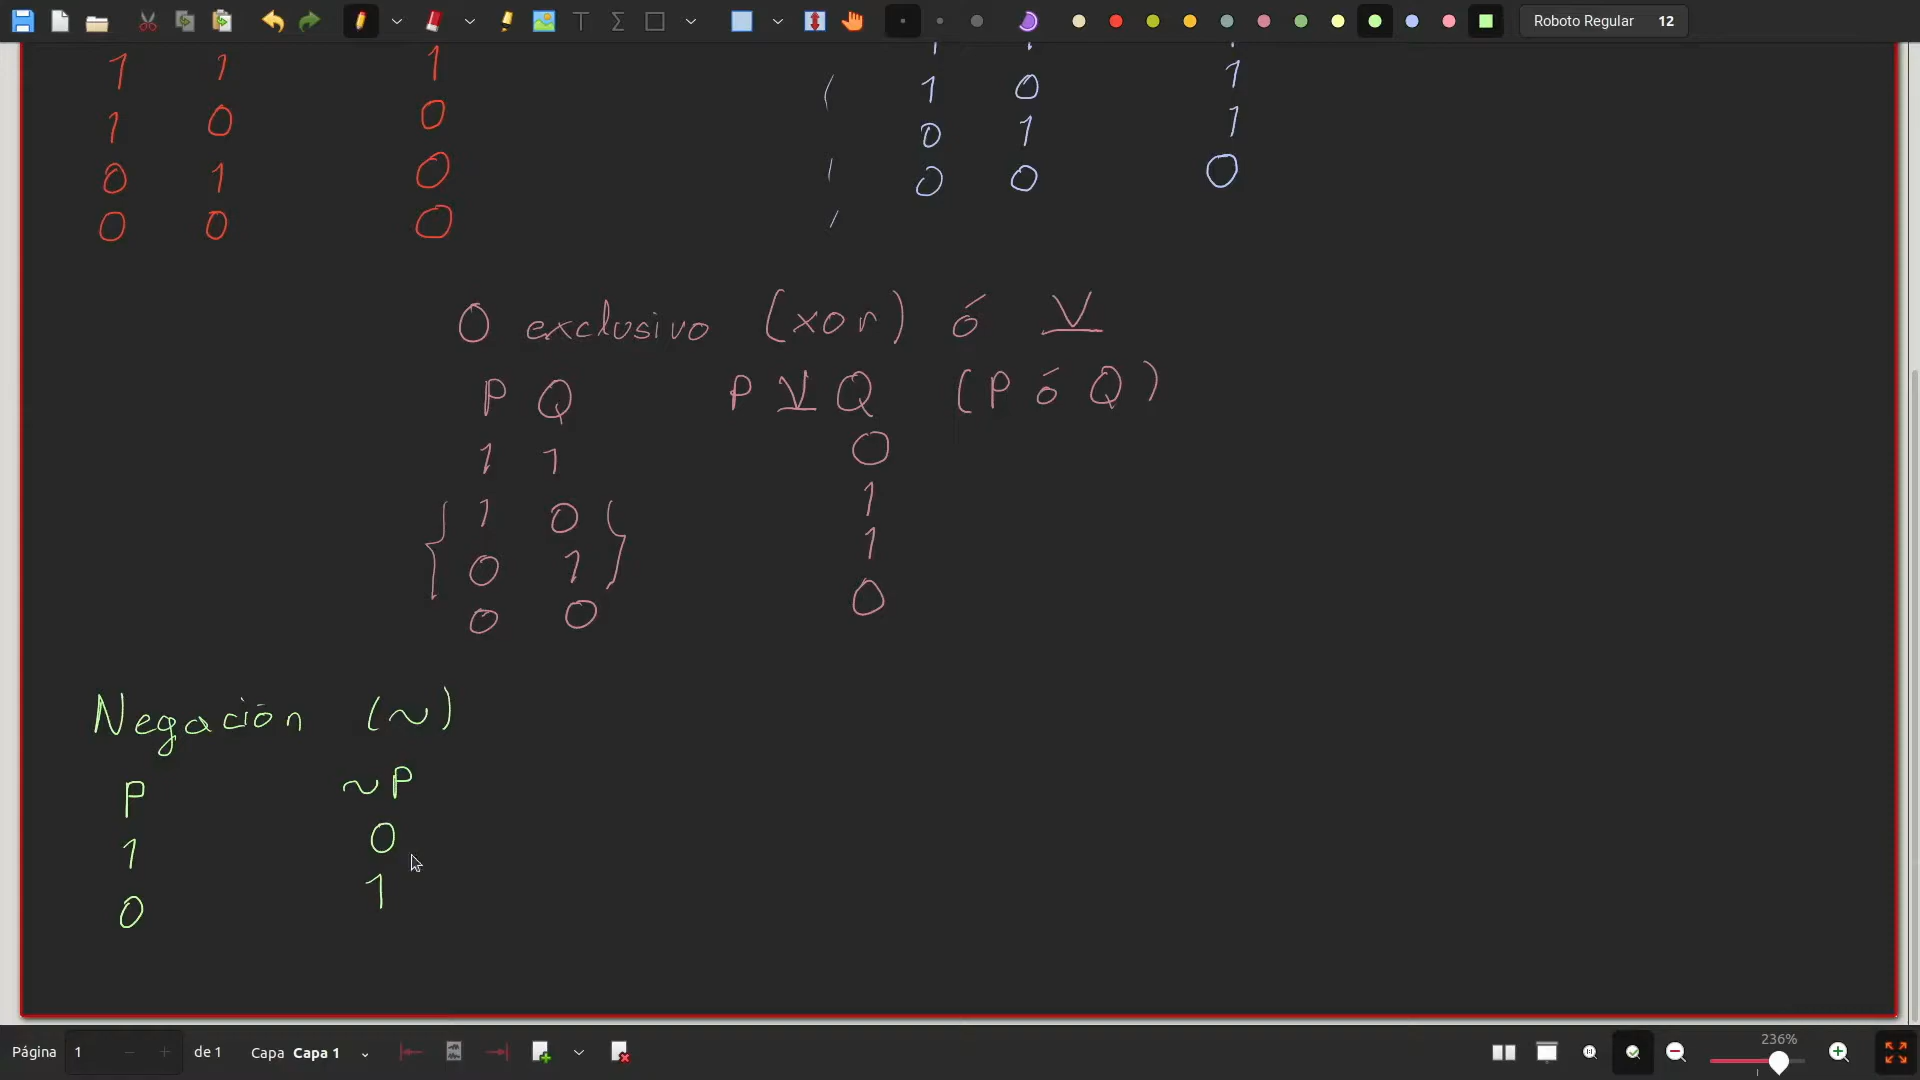 Roboto Regular 12
1 1 1
1 0 0
0 1 0
0 0 0
1 0 1
0 1 1
0 0 0
O exclusivo (xor) ó V
P Q P V Q (P ó Q)
1 1 0
1 0 1
0 1 1
0 0 0
Negación (~)
P ~P
1 0
0 1
Página 1 de 1 Capa Capa 1 236%